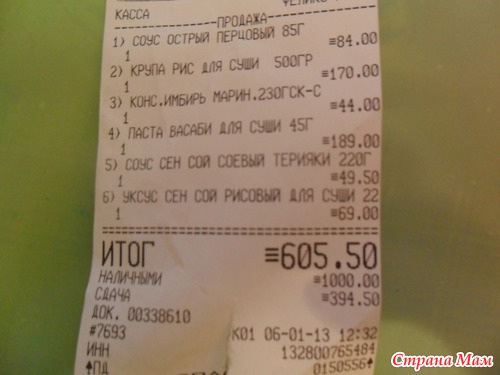 КАССА
ПРОДАЖА
1) СОУС ОСТРЫЙ ПЕРЦОВЫЙ 85Г
1 ≡84.00
2) КРУПА РИС ДЛЯ СУШИ 500ГР
1 ≡170.00
3) КОНС.ИМБИРЬ МАРИН.230ГСК-С
1 ≡44.00
4) ПАСТА ВАСАБИ ДЛЯ СУШИ 45Г
1 ≡189.00
5) СОУС СЕН СОЙ СОЕВЫЙ ТЕРИЯКИ 220Г
1 ≡49.50
6) УКСУС СЕН СОЙ РИСОВЫЙ ДЛЯ СУШИ 22
1 ≡69.00
ИТОГ ≡605.50
НАЛИЧНЫМИ ≡1000.00
СДАЧА ≡394.50
ДОК. 00338610
#7693 К01 06-01-13 12:32
ИНН 132800765484
ПД 0150556
Страна Мам